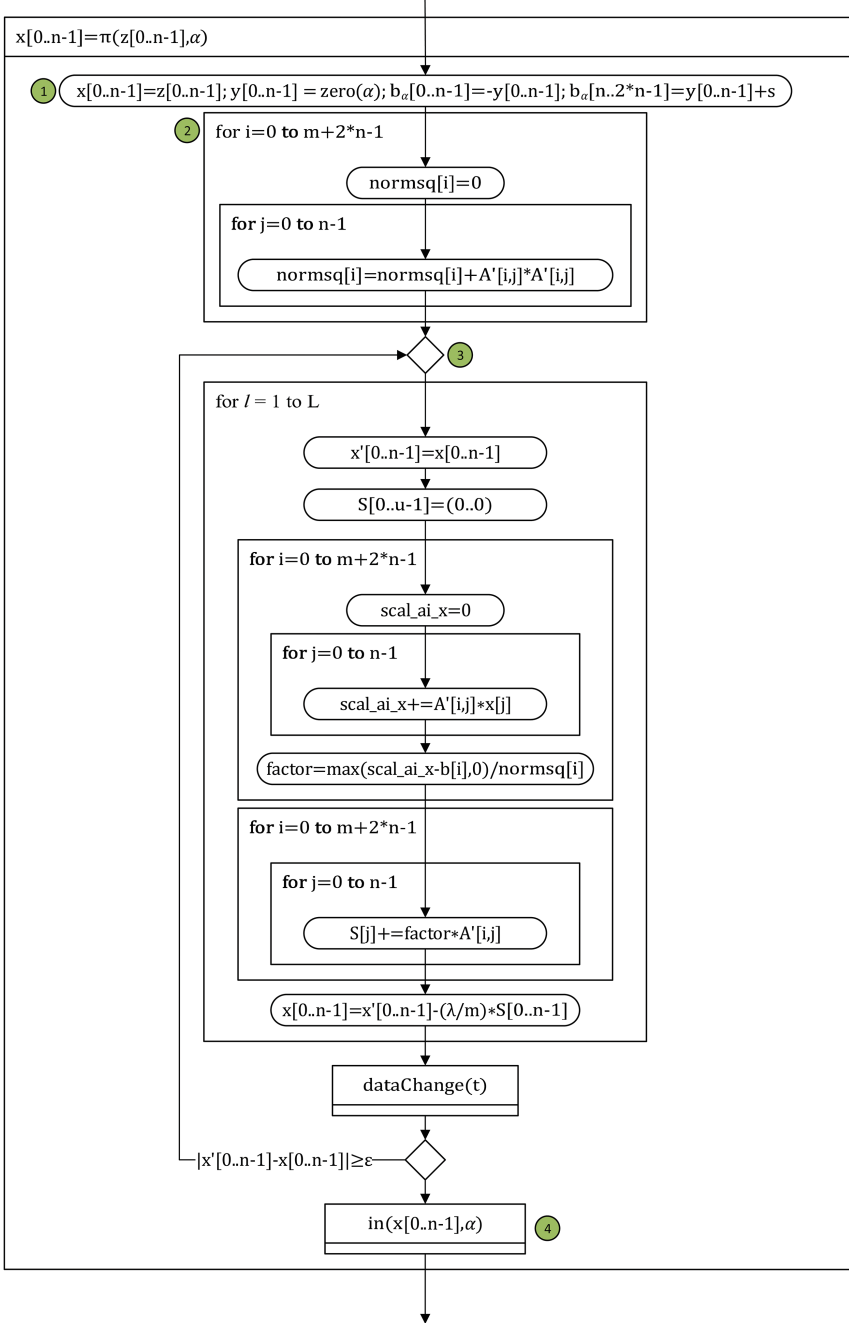 x[0..n-1]=π(z[0..n-1],α)
1
x[0..n-1]=z[0..n-1]; y[0..n-1] = zero(α); bα[0..n-1]=-y[0..n-1]; bα[n..2*n-1]=y[0..n-1]+s
2
for i=0 to m+2*n-1
normsq[i]=0
for j=0 to n-1
normsq[i]=normsq[i]+A'[i,j]*A'[i,j]
3
for l = 1 to L
x'[0..n-1]=x[0..n-1]
S[0..u-1]=(0..0)
for i=0 to m+2*n-1
scal_ai_x=0
for j=0 to n-1
scal_ai_x+=A'[i,j]*x[j]
factor=max(scal_ai_x-b[i],0)/normsq[i]
for i=0 to m+2*n-1
for j=0 to n-1
S[j]+=factor*A'[i,j]
x[0..n-1]=x'[0..n-1]-(λ/m)*S[0..n-1]
dataChange(t)
|x'[0..n-1]-x[0..n-1]|≥ε
in(x[0..n-1],α)
4